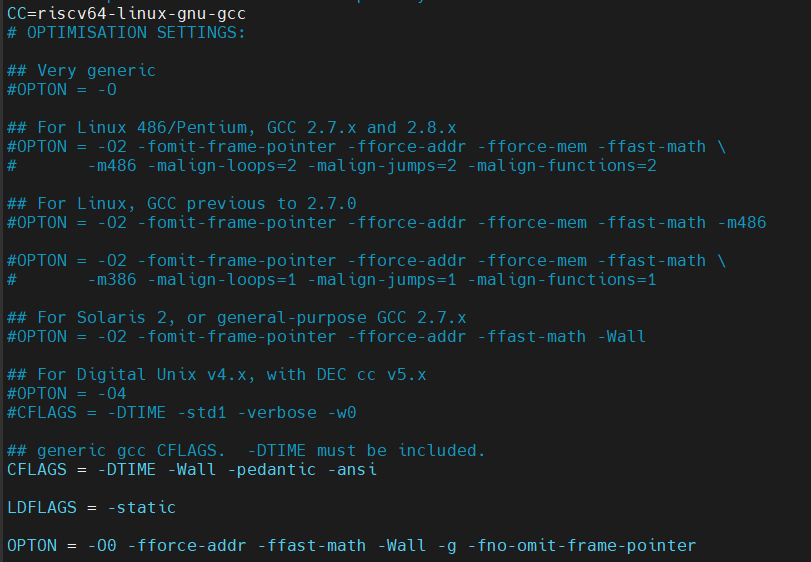 CC=riscv64-linux-gnu-gcc
# OPTIMISATION SETTINGS:
## Very generic
#OPTON = -O
## For Linux 486/Pentium, GCC 2.7.x and 2.8.x
#OPTON = -O2 -fomit-frame-pointer -fforce-addr -fforce-mem -ffast-math \
#       -m486 -malign-loops=2 -malign-jumps=2 -malign-functions=2
## For Linux, GCC previous to 2.7.0
#OPTON = -O2 -fomit-frame-pointer -fforce-addr -fforce-mem -ffast-math -m486
#OPTON = -O2 -fomit-frame-pointer -fforce-addr -fforce-mem -ffast-math \
#       -m386 -malign-loops=1 -malign-jumps=1 -malign-functions=1
## For Solaris 2, or general-purpose GCC 2.7.x
#OPTON = -O2 -fomit-frame-pointer -fforce-addr -ffast-math -Wall
## For Digital Unix v4.x, with DEC cc v5.x
#OPTON = -O4
#CFLAGS = -DTIME -std1 -verbose -w0
## generic gcc CFLAGS.  -DTIME must be included.
CFLAGS = -DTIME -Wall -pedantic -ansi
LDFLAGS = -static
OPTON = -O0 -fforce-addr -ffast-math -Wall -g -fno-omit-frame-pointer